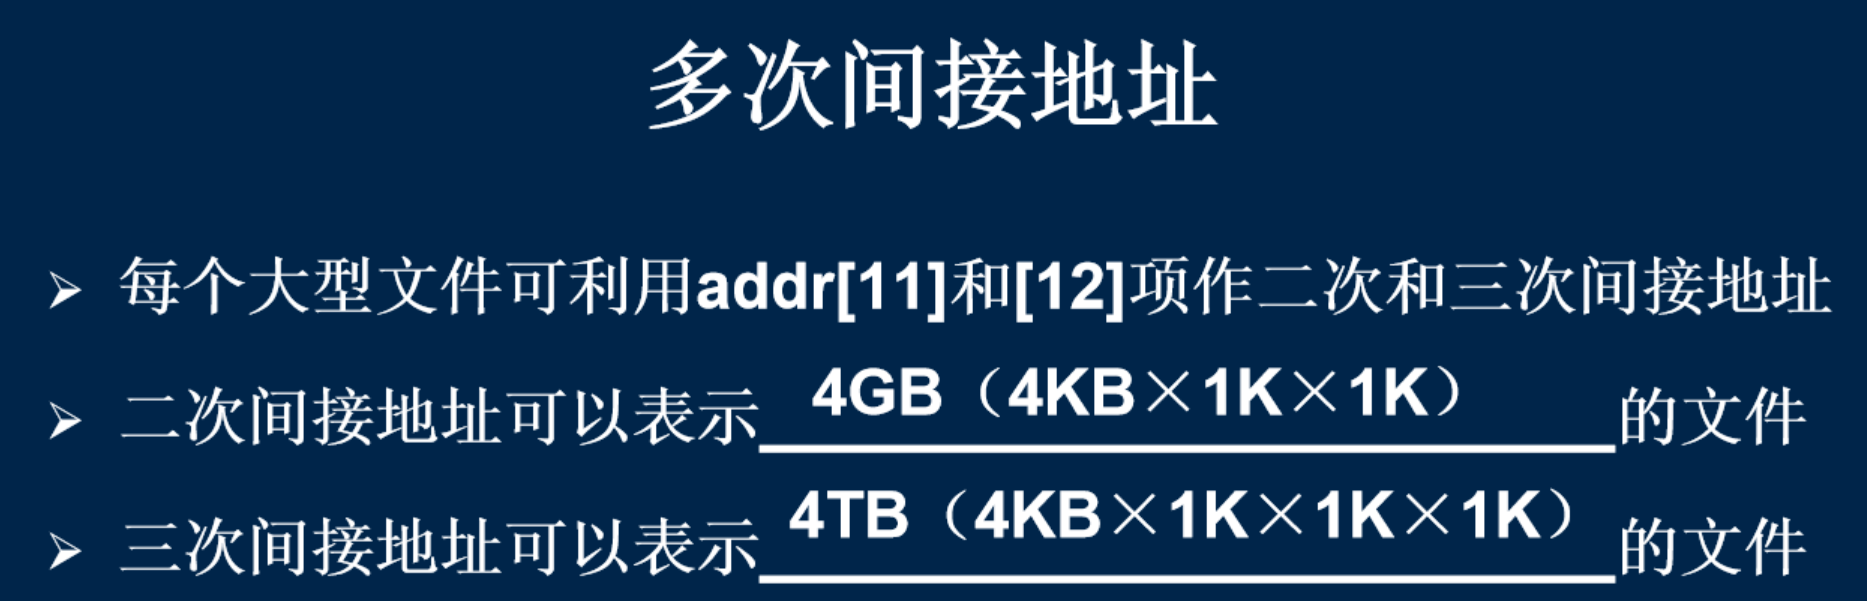 多次间接地址
➢ 每个大型文件可利用addr[11]和[12]项作二次和三次间接地址
➢ 二次间接地址可以表示 4GB（4KB×1K×1K） 的文件
➢ 三次间接地址可以表示 4TB（4KB×1K×1K×1K） 的文件